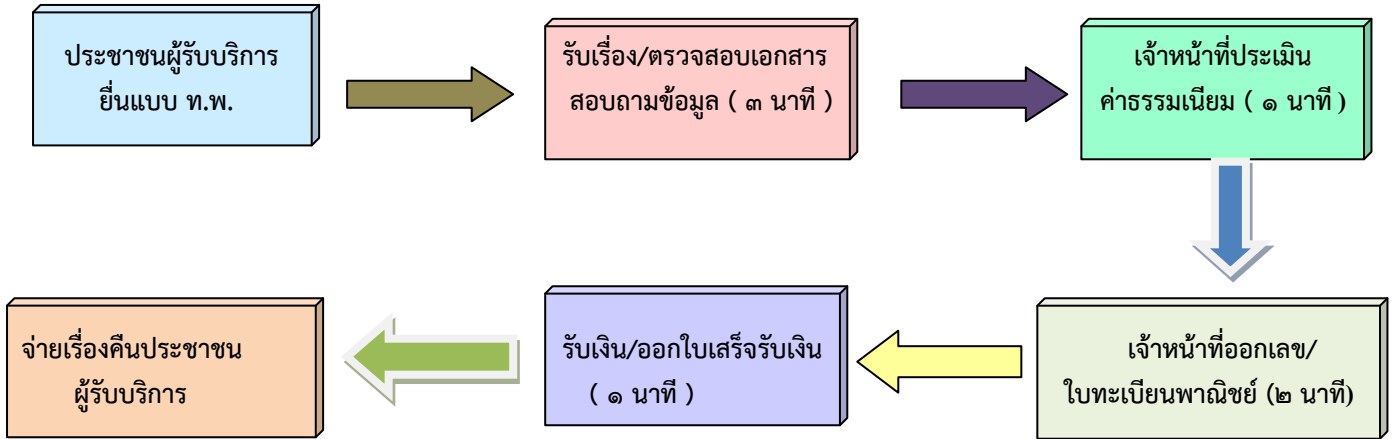 ประชาชนผู้รับบริการ
ยื่นแบบ ท.พ.
รับเรื่อง/ตรวจสอบเอกสาร
สอบถามข้อมูล ( ๓ นาที )
เจ้าหน้าที่ประเมิน
ค่าธรรมเนียม ( ๑ นาที )
เจ้าหน้าที่ออกเลข/
ใบทะเบียนพาณิชย์ (๒ นาที)
รับเงิน/ออกใบเสร็จรับเงิน
( ๑ นาที )
จ่ายเรื่องคืนประชาชน
ผู้รับบริการ